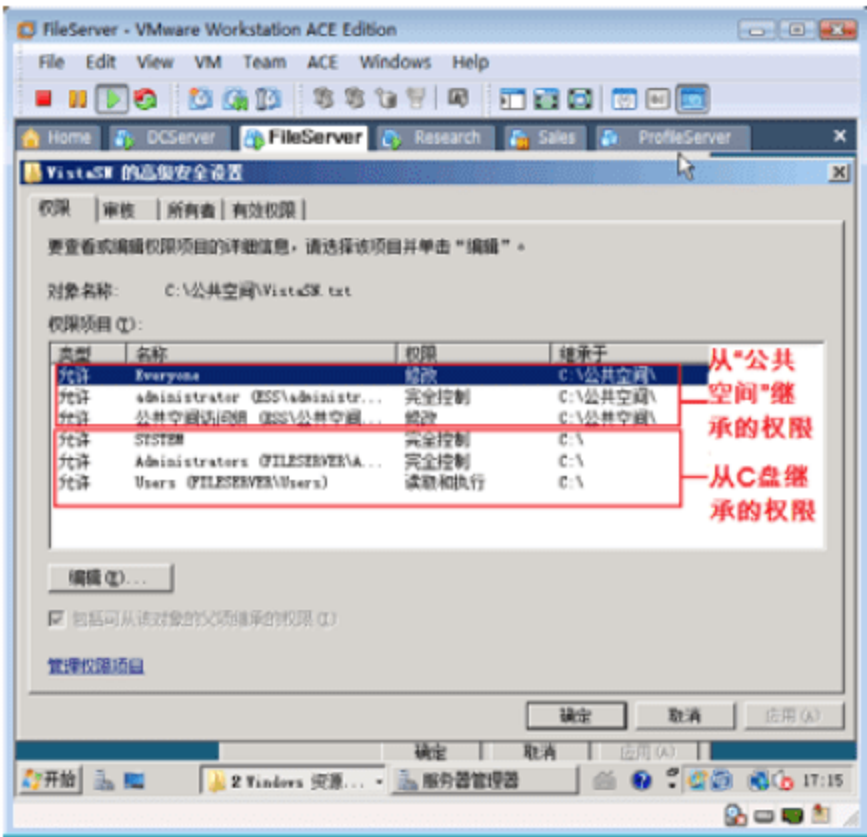 FileServer - VMware Workstation ACE Edition
File Edit View VM Team ACE Windows Help
Home DCServer FileServer Research Sales ProfileServer
VistaSW 的高级安全设置
权限 审核 所有者 有效权限
要查看或编辑权限项目的详细信息，请选择该项目并单击“编辑”。
对象名称: C:\公共空间\VistaSW.txt
权限项目(T):
类型 名称 权限 继承于
允许 Everyone 修改 C:\公共空间\
允许 administrator (ESS\administr... 完全控制 C:\公共空间\
允许 公共空间访问组 (ESS\公共空间... 修改 C:\公共空间\
允许 SYSTEM 完全控制 C:\
允许 Administrators (FILESERVER\A... 完全控制 C:\
允许 Users (FILESERVER\Users) 读取和执行 C:\
从“公共
空间”继
承的权限
从C盘继
承的权限
编辑(E)...
包括可从该对象的父项继承的权限(I)
管理权限项目
确定 取消 应用(A)
确定 取消 应用(A)
开始 2 Windows 资源... 服务器管理器 17:15